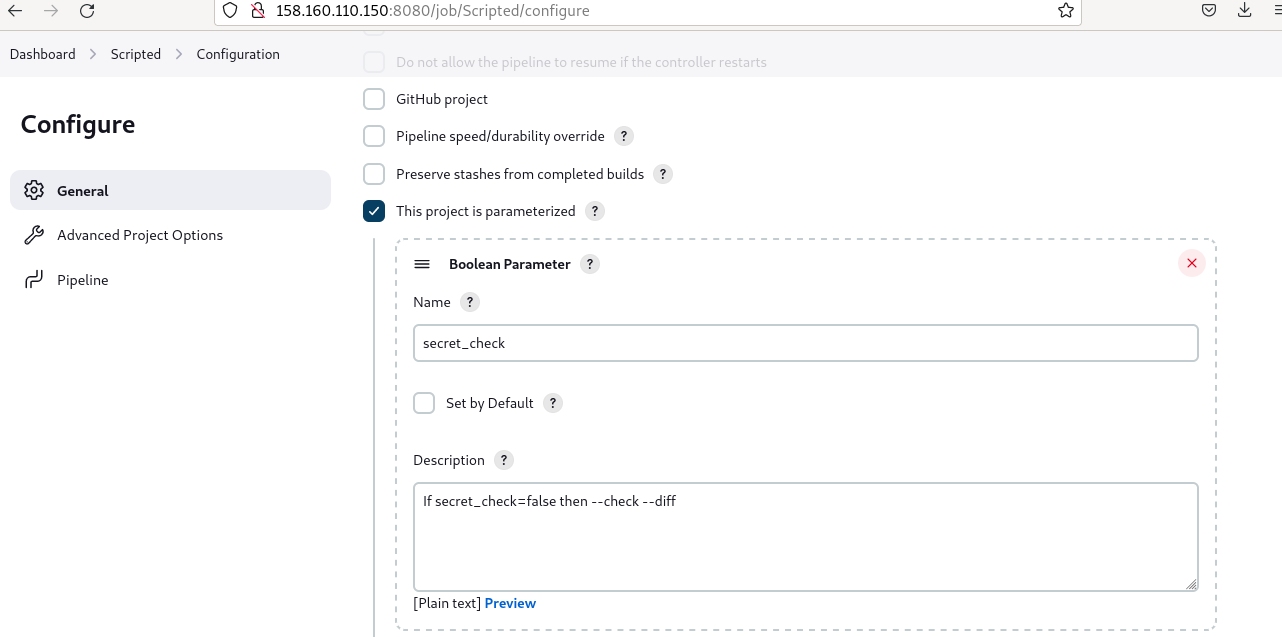 158.160.110.150:8080/job/Scripted/configure
Dashboard > Scripted > Configuration
Do not allow the pipeline to resume if the controller restarts
Configure
General
Advanced Project Options
Pipeline
GitHub project
Pipeline speed/durability override ?
Preserve stashes from completed builds ?
This project is parameterized ?
Boolean Parameter ?
Name ?
secret_check
Set by Default ?
Description ?
If secret_check=false then --check --diff
[Plain text] Preview